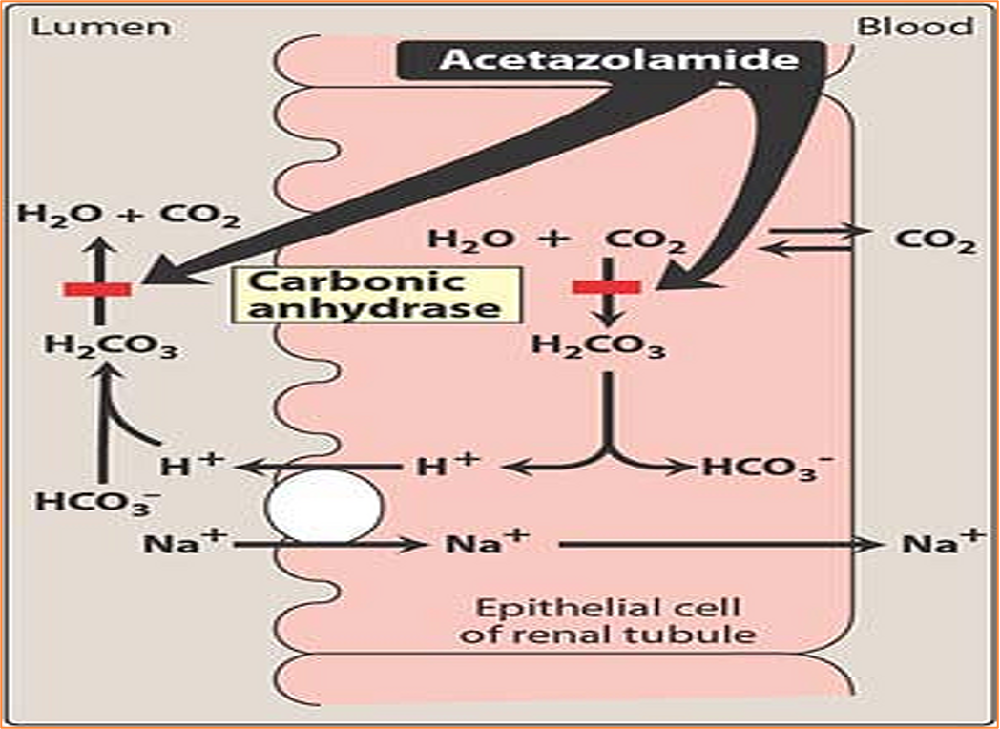 Lumen
Blood
Acetazolamide
H₂O + CO₂
H₂O + CO₂
CO₂
Carbonic
anhydrase
H₂CO₃
H₂CO₃
H⁺
H⁺
HCO₃⁻
HCO₃⁻
Na⁺
Na⁺
Na⁺
Epithelial cell
of renal tubule